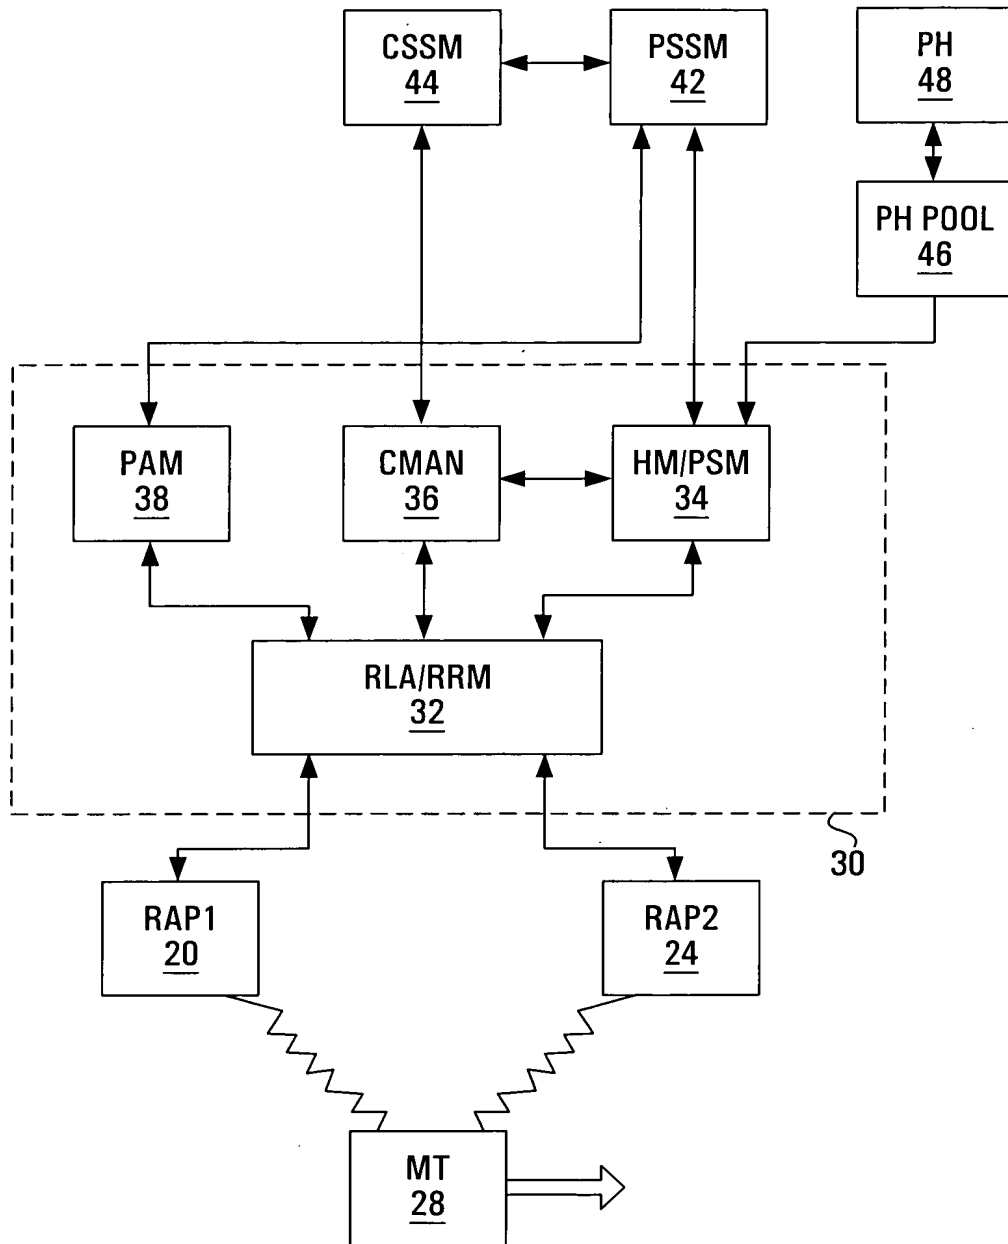 CSSM
44
PSSM
42
PH
48
PH POOL
46
PAM
38
CMAN
36
HM/PSM
34
RLA/RRM
32
30
RAP1
20
RAP2
24
MT
28